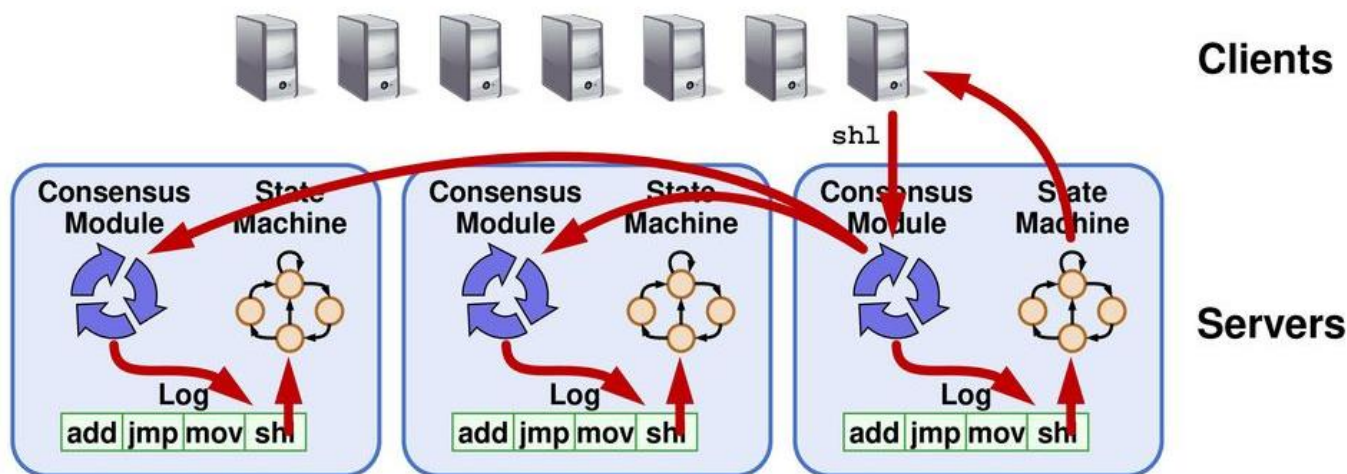 Clients
shl
Consensus Module
State Machine
Consensus Module
State Machine
Consensus Module
State Machine
Servers
Log
add jmp mov shl
Log
add jmp mov shl
Log
add jmp mov shl